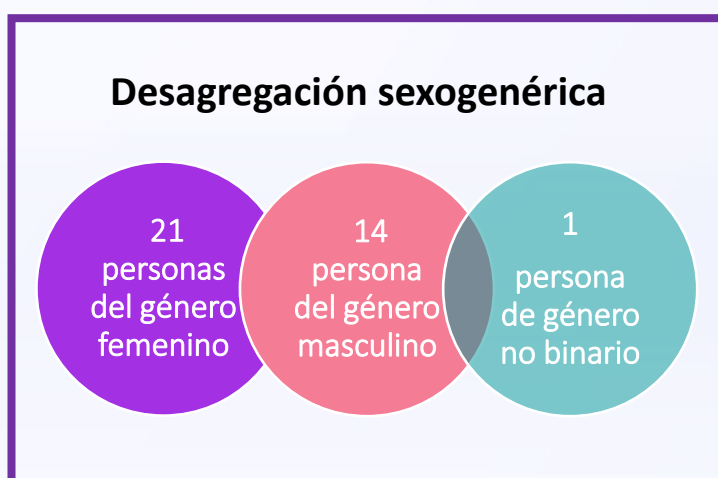 Desagregación sexogenérica
21
personas
del género
femenino
14
persona
del género
masculino
1
persona
de género
no binario